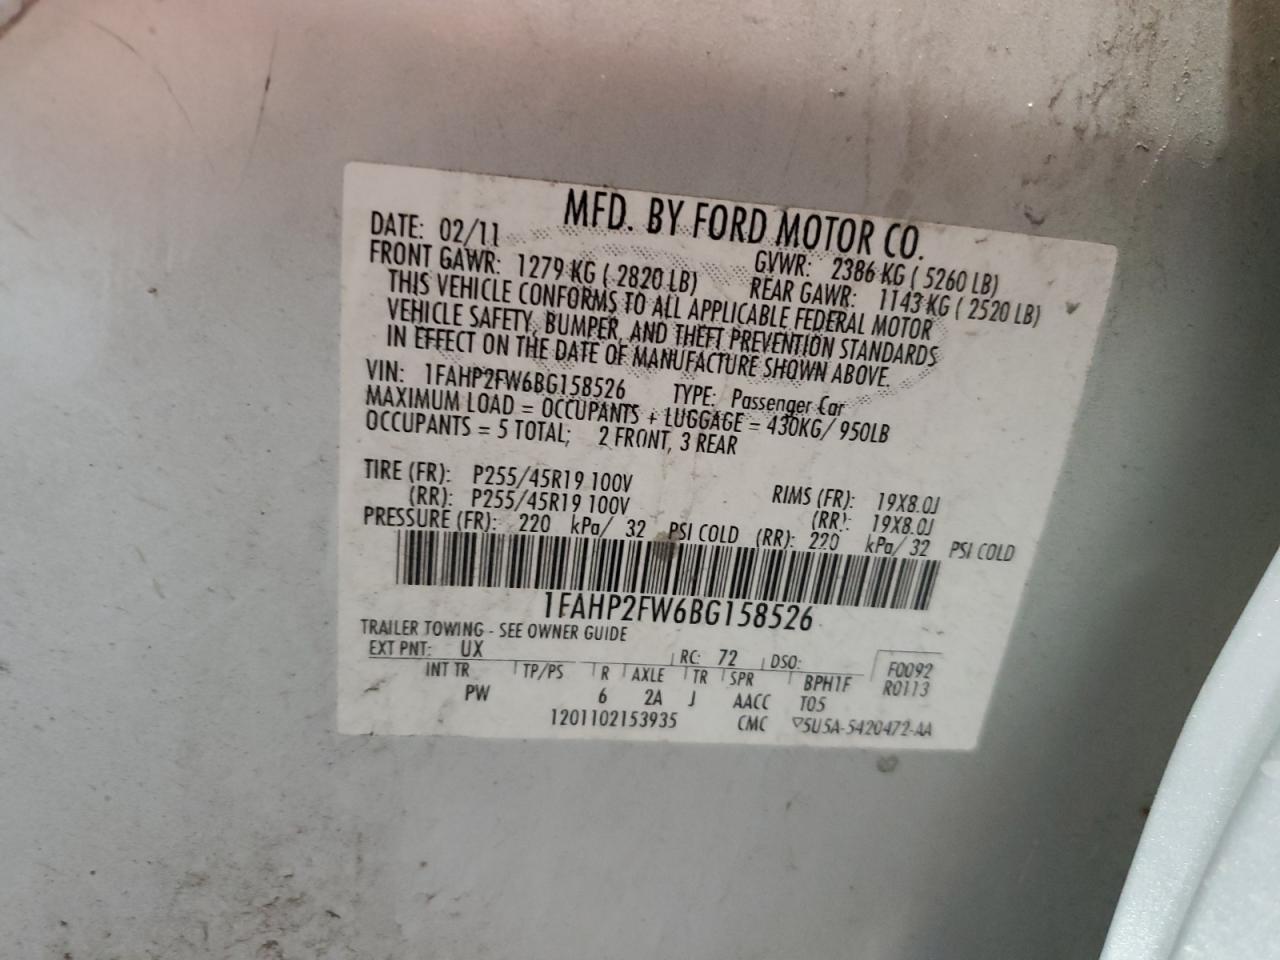 MFD. BY FORD MOTOR CO.
DATE: 02/11 GVWR: 2386 KG ( 5260 LB)
FRONT GAWR: 1279 KG ( 2820 LB) REAR GAWR: 1143 KG ( 2520 LB)
THIS VEHICLE CONFORMS TO ALL APPLICABLE FEDERAL MOTOR
VEHICLE SAFETY, BUMPER, AND THEFT PREVENTION STANDARDS
IN EFFECT ON THE DATE OF MANUFACTURE SHOWN ABOVE.
VIN: 1FAHP2FW6BG158526 TYPE: Passenger Car
MAXIMUM LOAD = OCCUPANTS + LUGGAGE = 430KG/ 950LB
OCCUPANTS = 5 TOTAL; 2 FRONT, 3 REAR
TIRE (FR): P255/45R19 100V RIMS (FR): 19X8.0J
(RR): P255/45R19 100V (RR): 19X8.0J
PRESSURE (FR): 220 kPa/ 32 PSI COLD (RR): 220 kPa/ 32 PSI COLD
1FAHP2FW6BG158526
TRAILER TOWING - SEE OWNER GUIDE
EXT PNT: UX RC: 72 DSO: F0092
INT TR TP/PS R AXLE TR SPR BPH1F R0113
PW 6 2A J AACC T05
1201102153935 CMC ▽5U5A-5420472-AA